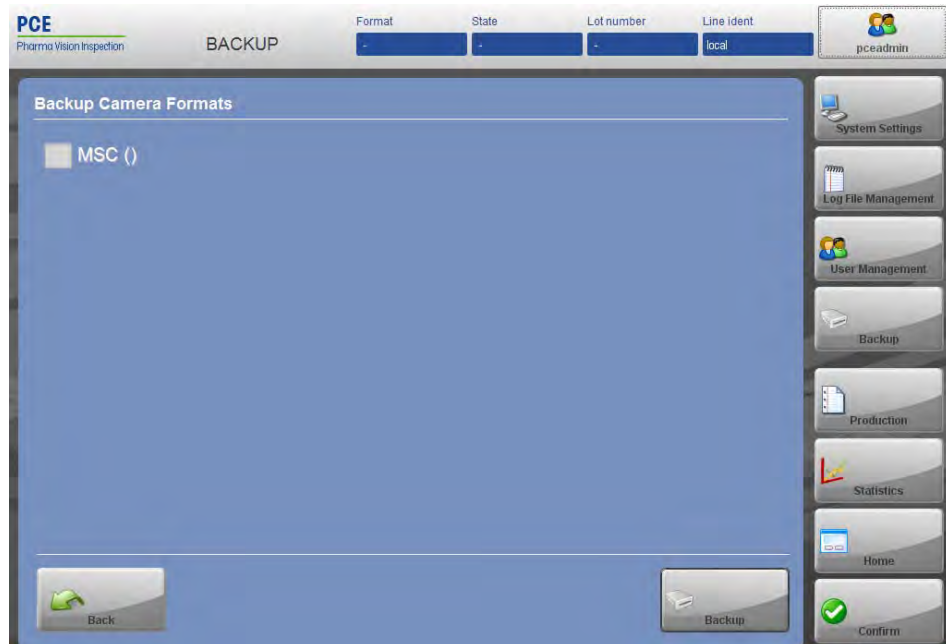 PCE
Pharma Vision Inspection
BACKUP
Format
-
State
-
Lot number
-
Line ident
local
pceadmin
Backup Camera Formats
MSC ()
System Settings
Log File Management
User Management
Backup
Production
Statistics
Home
Confirm
Back
Backup